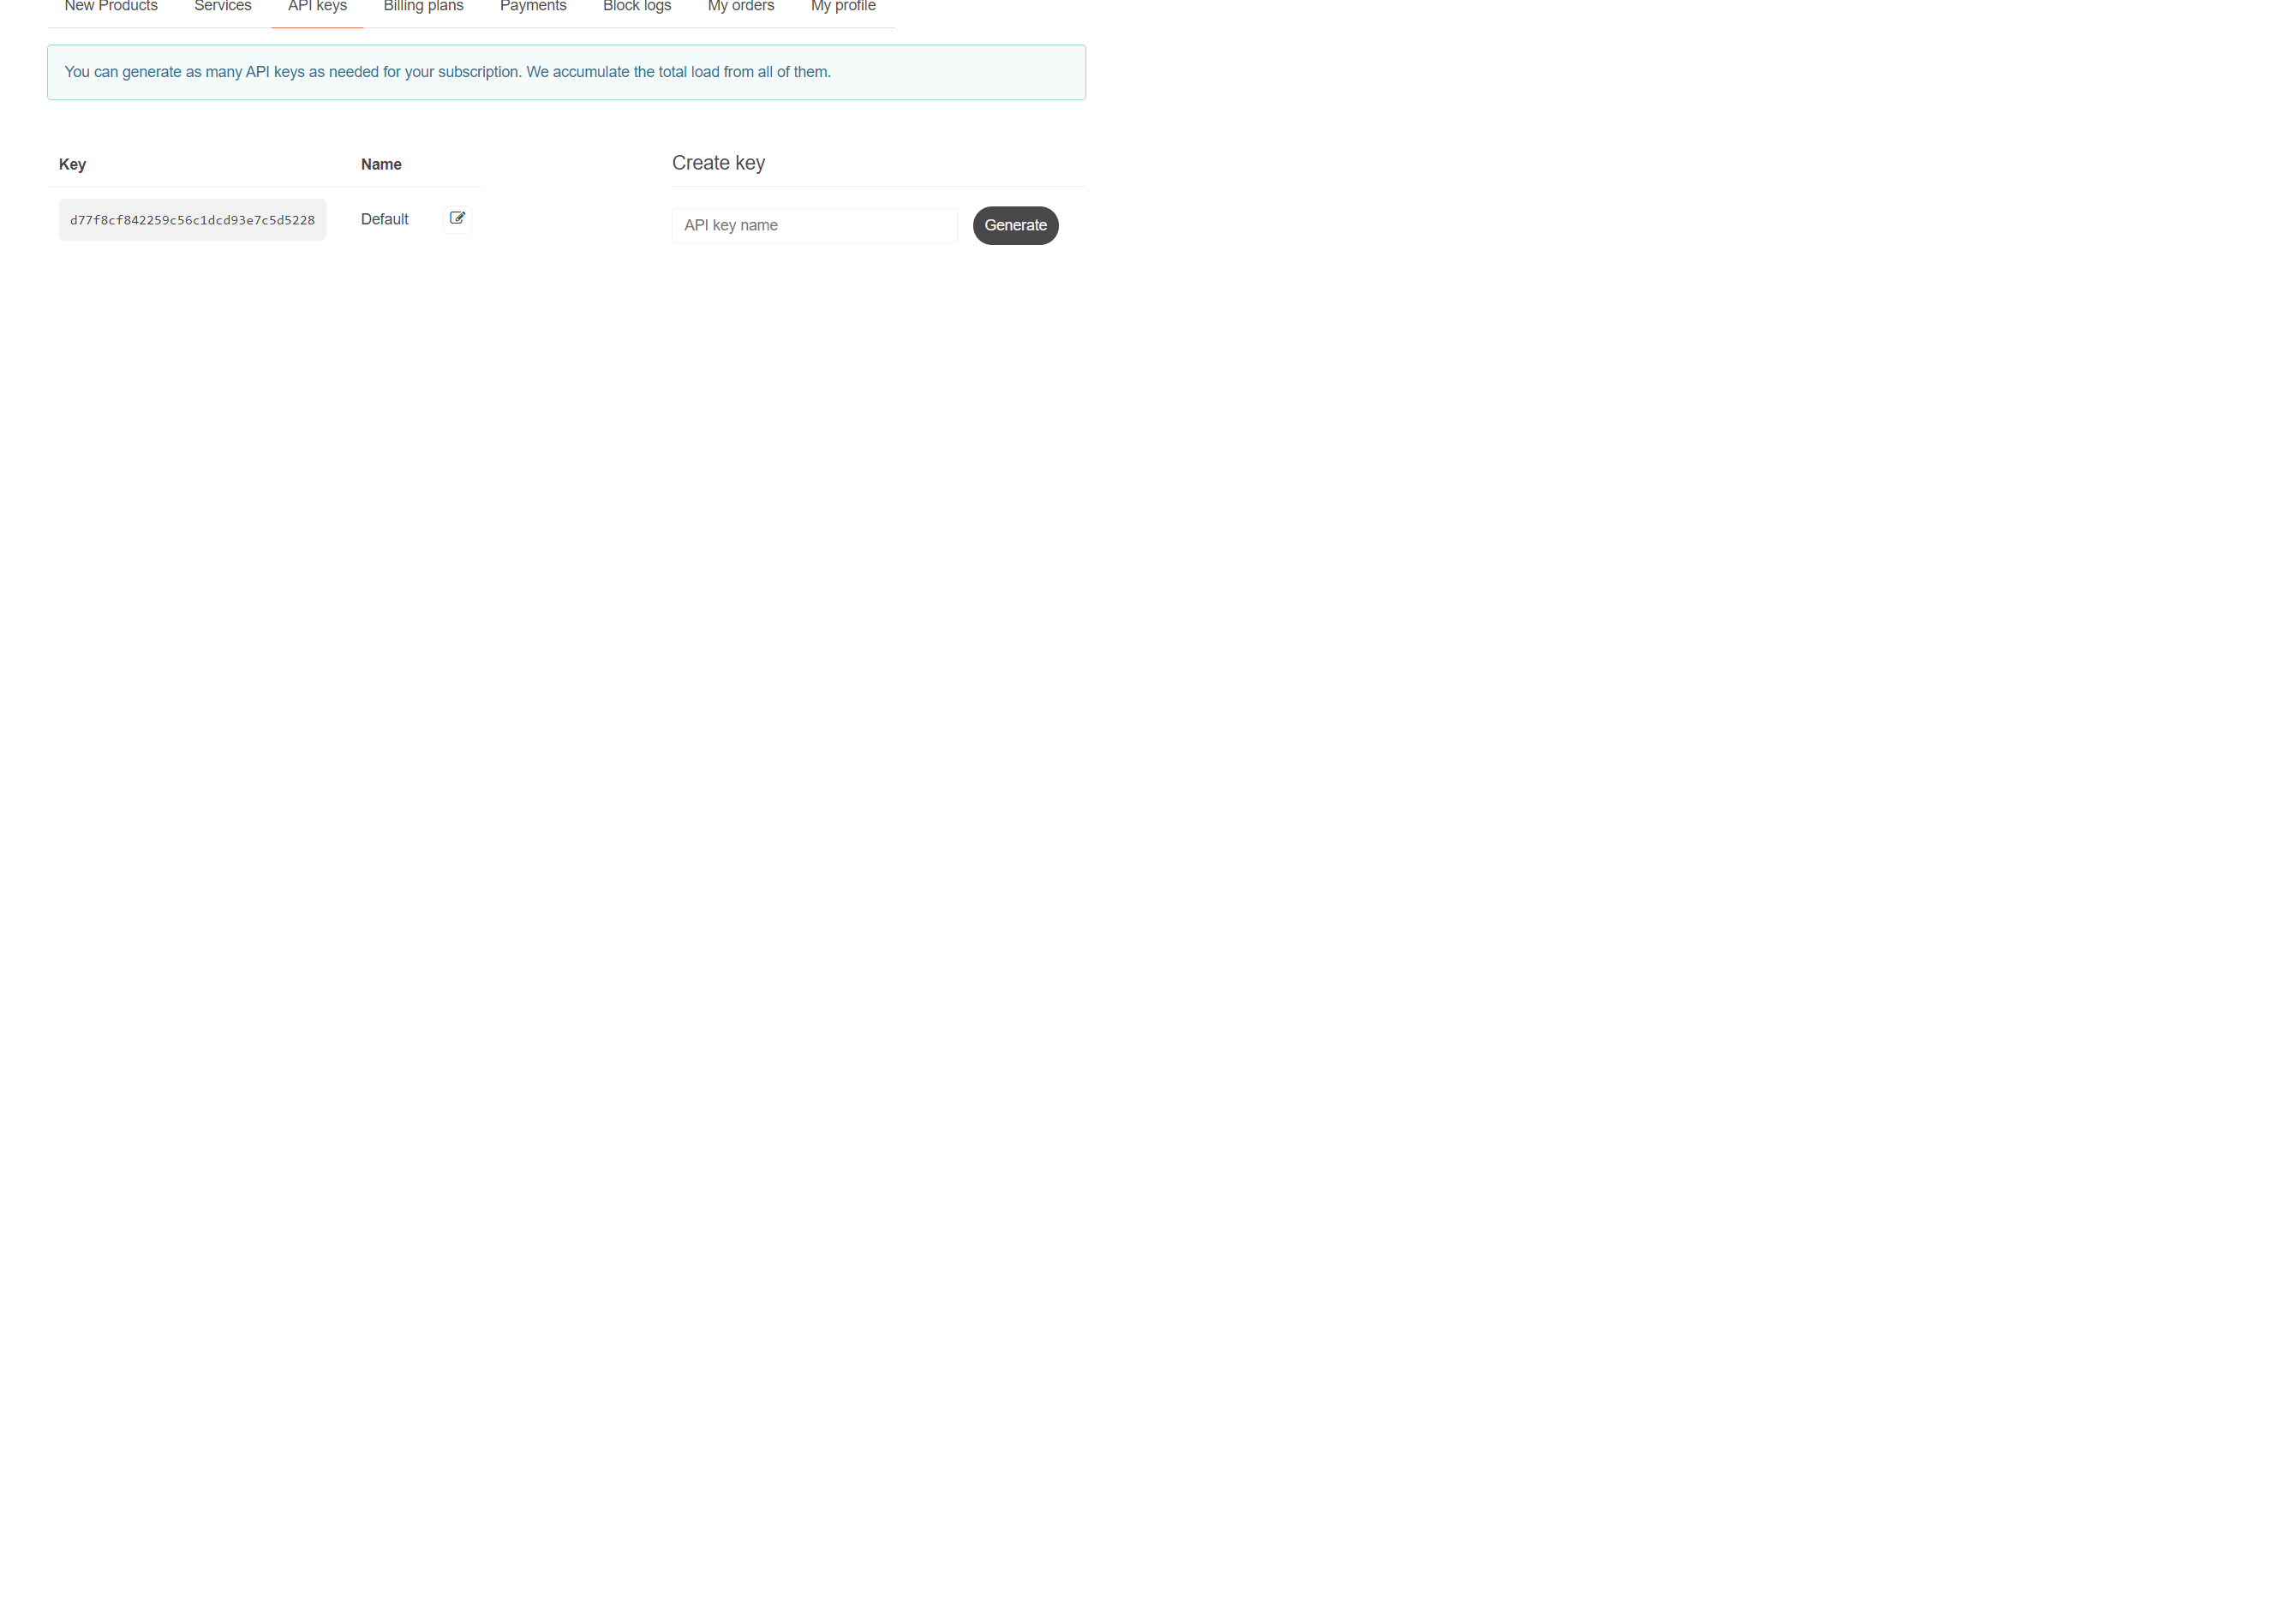 New Products Services API keys Billing plans Payments Block logs My orders My profile
You can generate as many API keys as needed for your subscription. We accumulate the total load from all of them.
Key Name
d77f8cf842259c56c1dcd93e7c5d5228 Default
Create key
API key name Generate